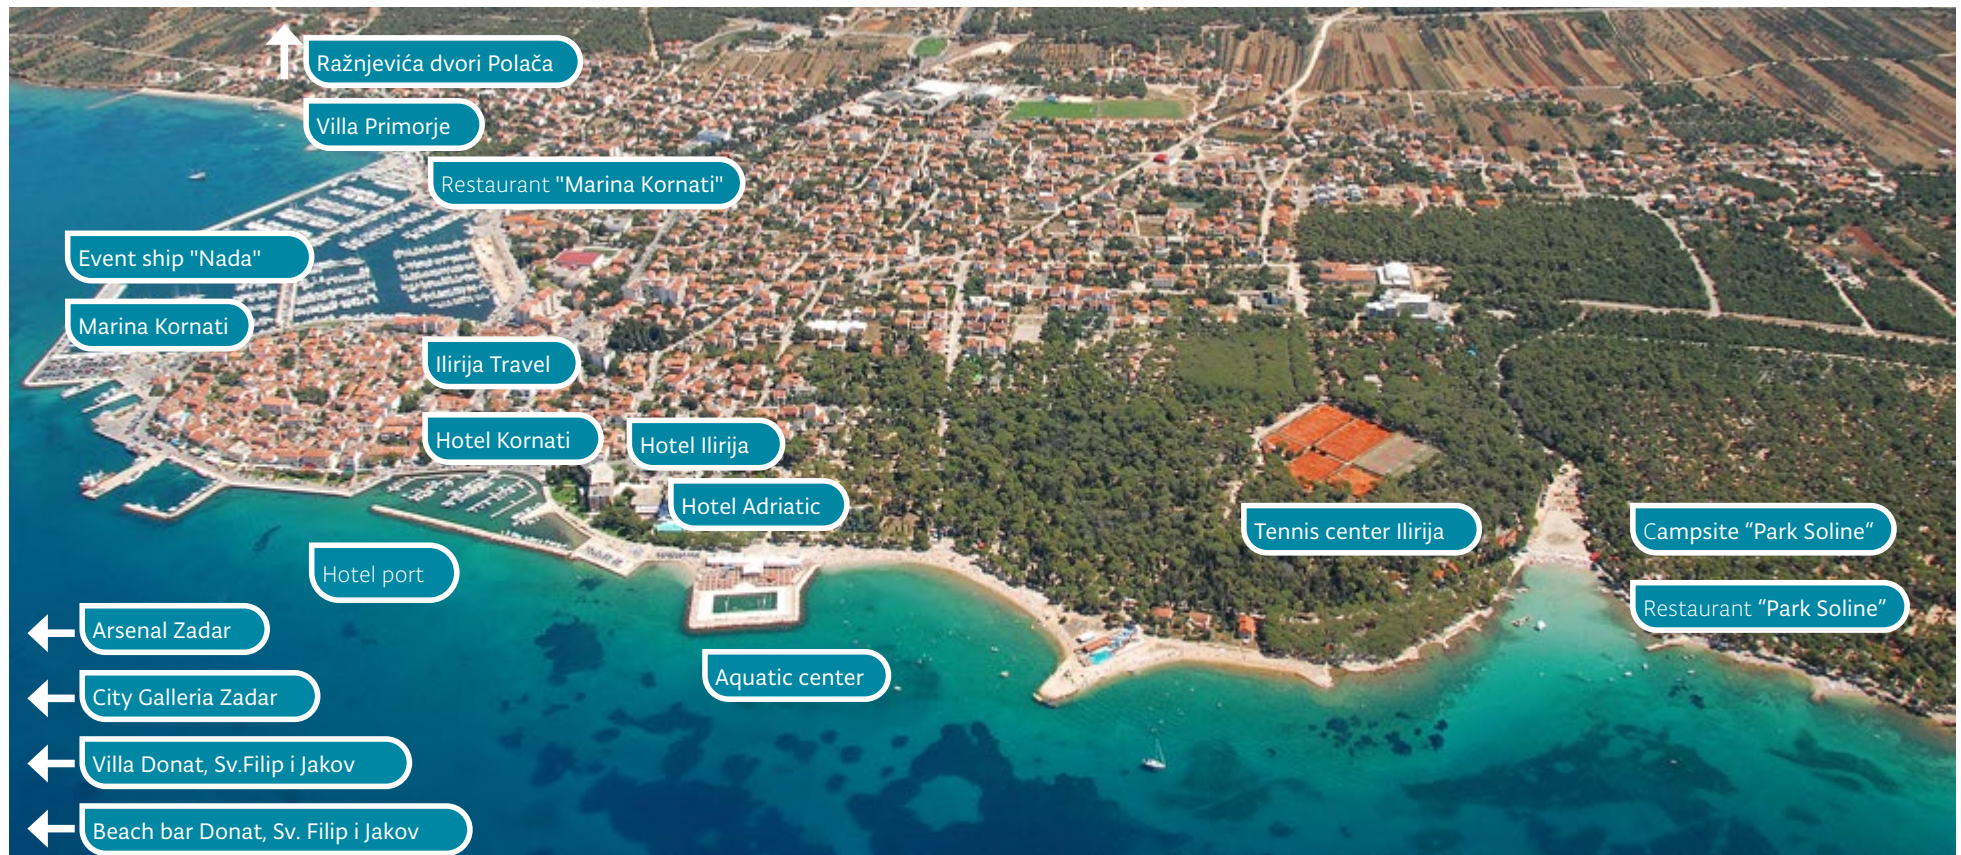 Ražnjevića dvori Polača
Villa Primorje
Restaurant "Marina Kornati"
Event ship "Nada"
Marina Kornati
Ilirija Travel
Hotel Kornati
Hotel Ilirija
Hotel Adriatic
Tennis center Ilirija
Campsite “Park Soline“
Hotel port
Restaurant “Park Soline”
Arsenal Zadar
Aquatic center
City Galleria Zadar
Villa Donat, Sv.Filip i Jakov
Beach bar Donat, Sv. Filip i Jakov